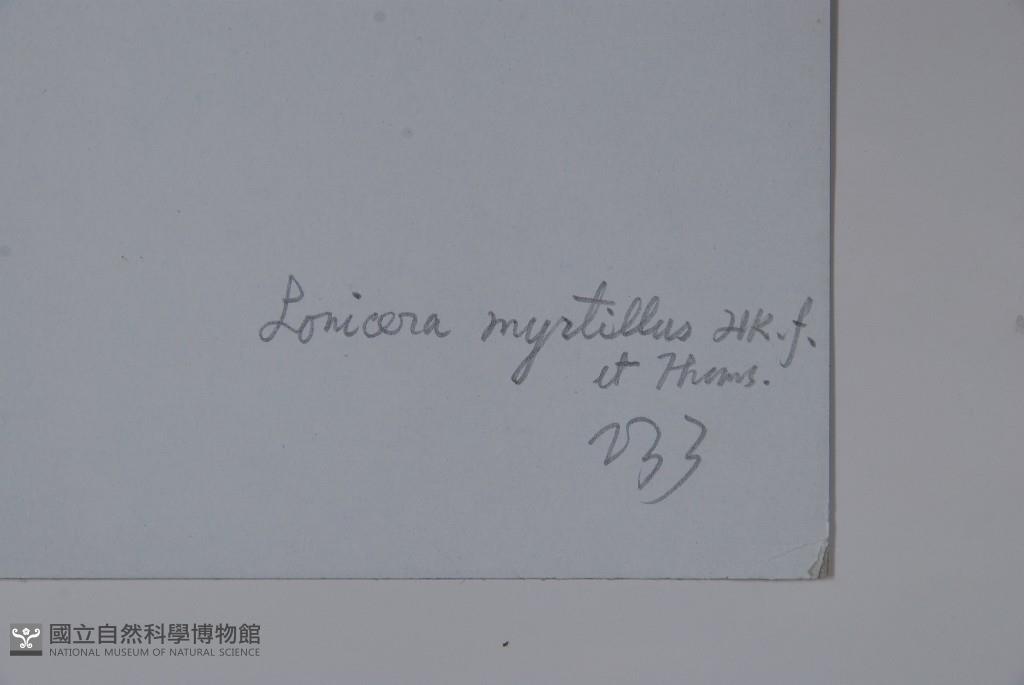 Lonicera myrtillus HK. f.
et Thoms.
233
國立自然科學博物館
NATIONAL MUSEUM OF NATURAL SCIENCE